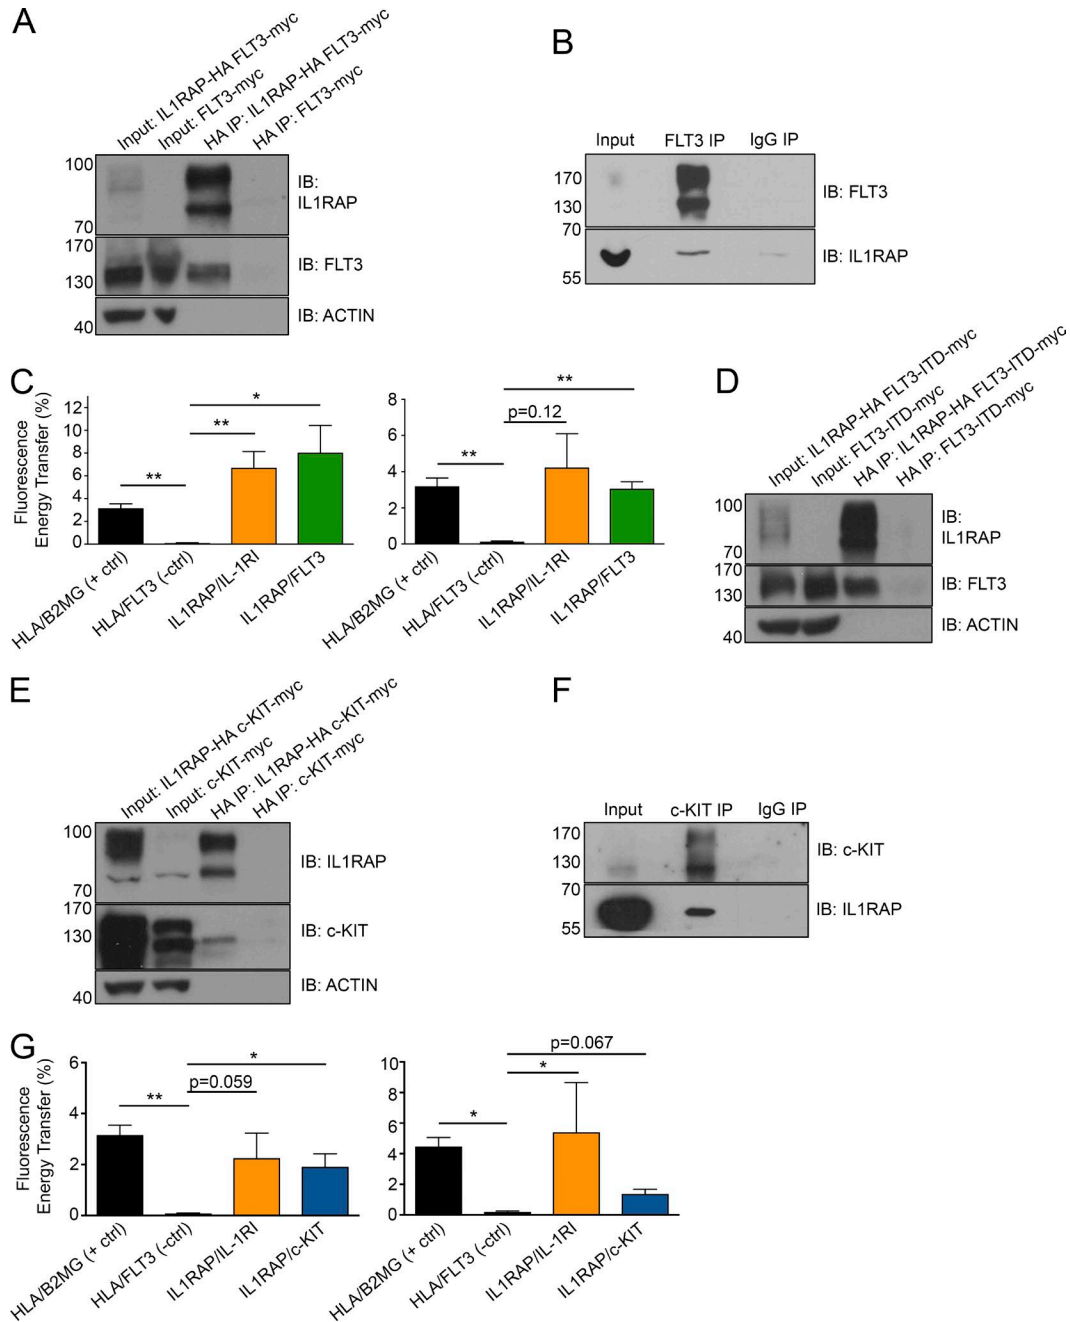 A
Input: IL1RAP-HA FLT3-myc
Input: FLT3-myc
HA IP: IL1RAP-HA FLT3-myc
HA IP: FLT3-myc
100
70
IB:
IL1RAP
170
130
IB: FLT3
40
IB: ACTIN
B
Input FLT3 IP IgG IP
170
130
IB: FLT3
70
55
IB: IL1RAP
C
Fluorescence
Energy Transfer (%)
12
10
8
6
4
2
0
*
**
**
HLA/B2MG (+ ctrl)
HLA/FLT3 (-ctrl)
IL1RAP/IL-1RI
IL1RAP/FLT3
8
6
4
2
0
**
p=0.12
**
HLA/B2MG (+ ctrl)
HLA/FLT3 (-ctrl)
IL1RAP/IL-1RI
IL1RAP/FLT3
D
Input: IL1RAP-HA FLT3-ITD-myc
Input: FLT3-ITD-myc
HA IP: IL1RAP-HA FLT3-ITD-myc
HA IP: FLT3-ITD-myc
100
70
IB:
IL1RAP
170
130
IB: FLT3
40
IB: ACTIN
E
Input: IL1RAP-HA c-KIT-myc
Input: c-KIT-myc
HA IP: IL1RAP-HA c-KIT-myc
HA IP: c-KIT-myc
100
70
IB: IL1RAP
170
130
IB: c-KIT
40
IB: ACTIN
F
Input c-KIT IP IgG IP
170
130
IB: c-KIT
70
55
IB: IL1RAP
G
Fluorescence
Energy Transfer (%)
6
4
2
0
*
p=0.059
**
HLA/B2MG (+ ctrl)
HLA/FLT3 (-ctrl)
IL1RAP/IL-1RI
IL1RAP/c-KIT
10
8
6
4
2
0
p=0.067
*
*
HLA/B2MG (+ ctrl)
HLA/FLT3 (-ctrl)
IL1RAP/IL-1RI
IL1RAP/c-KIT